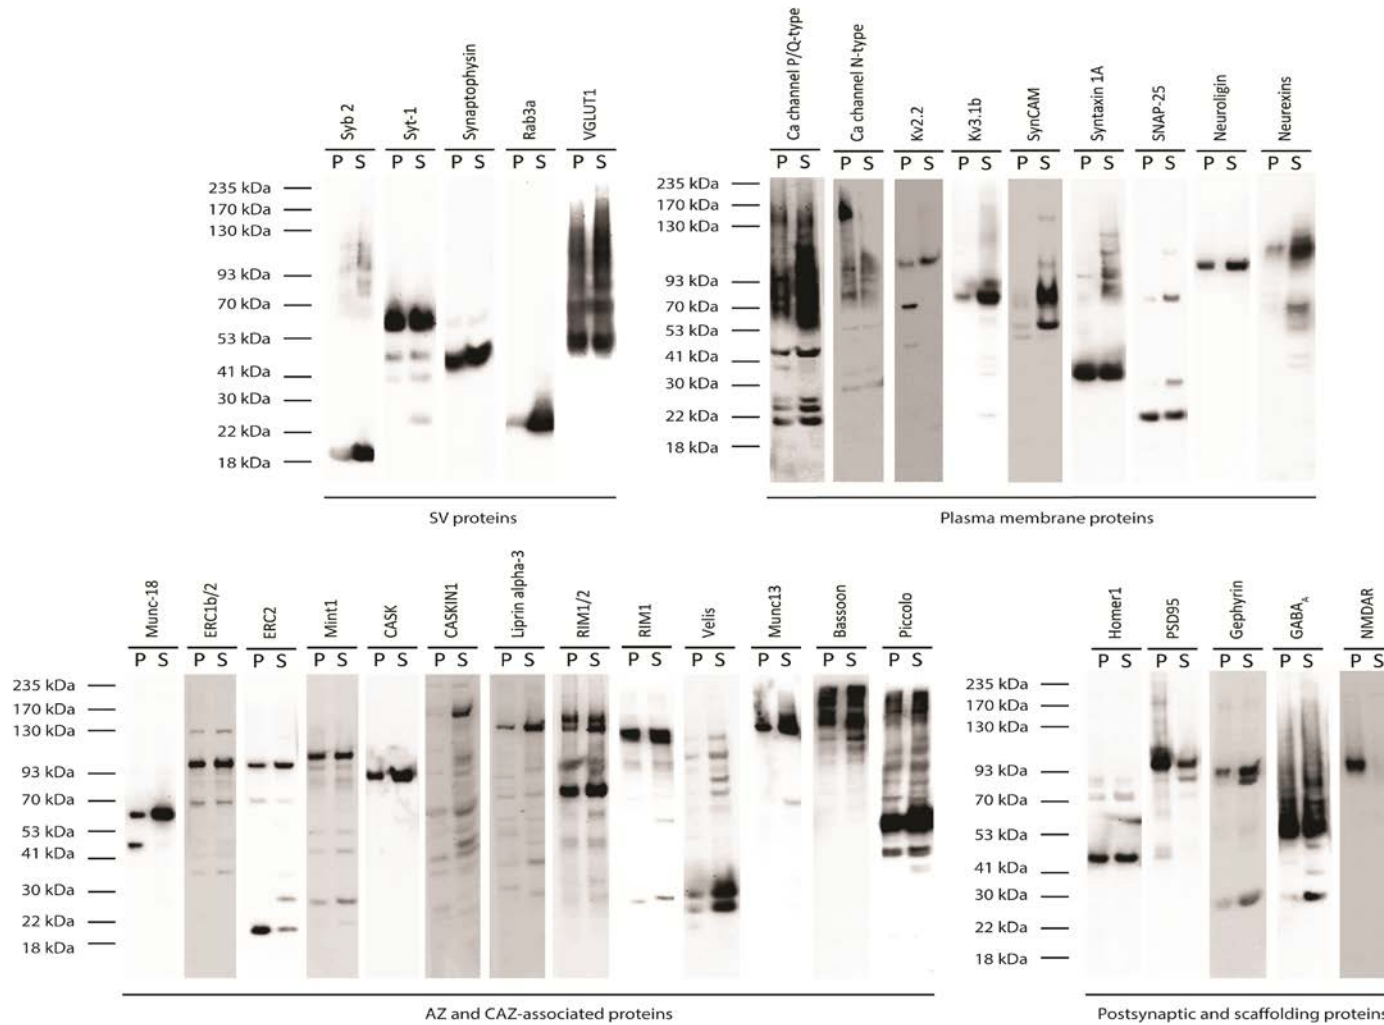 Syb 2
Syt-1
Synaptophysin
Rab3a
VGLUT1
P S P S P S P S P S
235 kDa
170 kDa
130 kDa
93 kDa
70 kDa
53 kDa
41 kDa
30 kDa
22 kDa
18 kDa
SV proteins
Ca channel P/Q-type
Ca channel N-type
Kv2.2
Kv3.1b
SynCAM
Syntaxin 1A
SNAP-25
Neuroligin
Neurexins
P S P S P S P S P S P S P S P S P S
235 kDa
170 kDa
130 kDa
93 kDa
70 kDa
53 kDa
41 kDa
30 kDa
22 kDa
18 kDa
Plasma membrane proteins
Munc-18
ERC1b/2
ERC2
Mint1
CASK
CASKIN1
Liprin alpha-3
RIM1/2
RIM1
Velis
Munc13
Bassoon
Piccolo
P S P S P S P S P S P S P S P S P S P S P S P S P S
235 kDa
170 kDa
130 kDa
93 kDa
70 kDa
53 kDa
41 kDa
30 kDa
22 kDa
18 kDa
AZ and CAZ-associated proteins
Homer1
PSD95
Gephyrin
GABAA
NMDAR
P S P S P S P S P S
235 kDa
170 kDa
130 kDa
93 kDa
70 kDa
53 kDa
41 kDa
30 kDa
22 kDa
18 kDa
Postsynaptic and scaffolding proteins